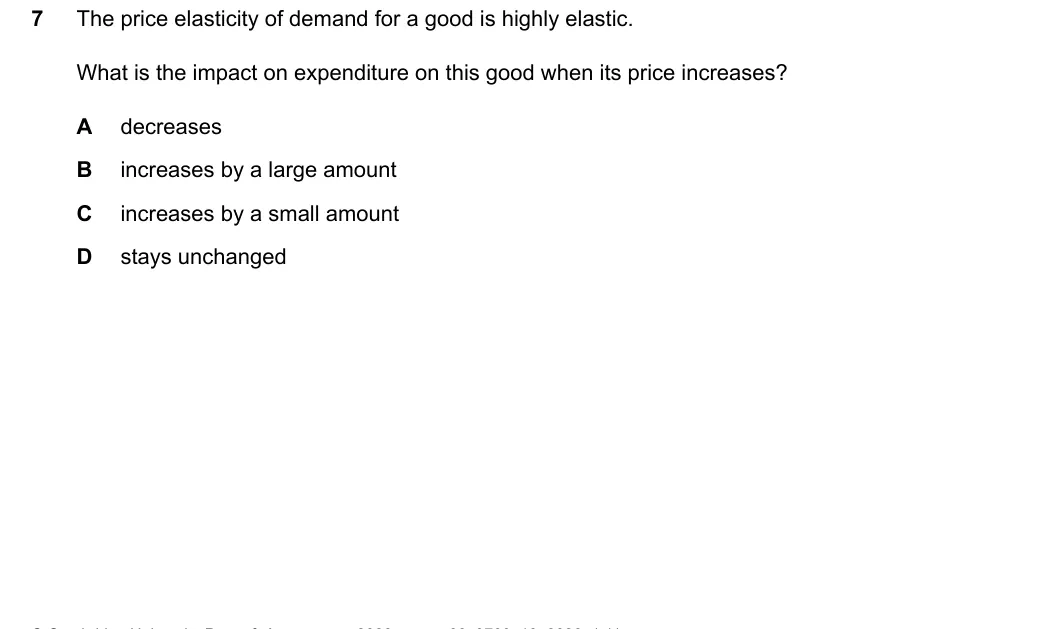 7 The price elasticity of demand for a good is highly elastic.
What is the impact on expenditure on this good when its price increases?
A decreases
B increases by a large amount
C increases by a small amount
D stays unchanged